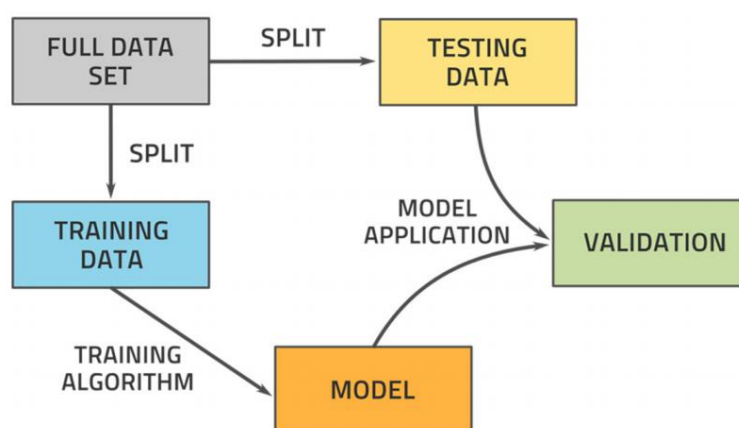 FULL DATA
SET
SPLIT
TESTING
DATA
SPLIT
TRAINING
DATA
MODEL
APPLICATION
VALIDATION
TRAINING
ALGORITHM
MODEL